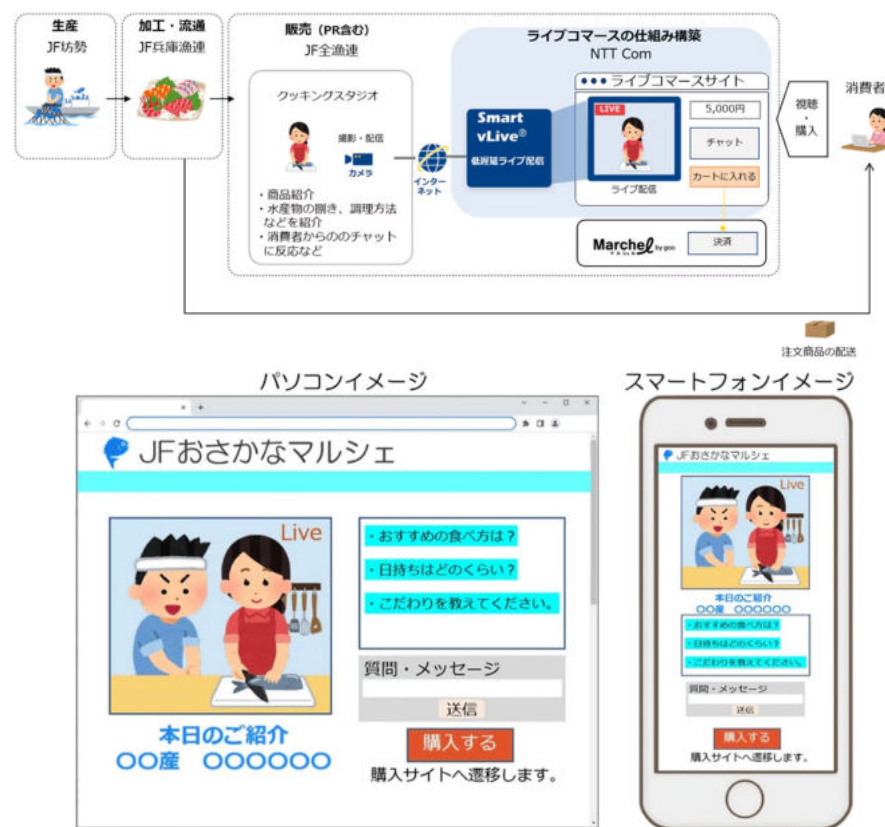 生産
JF坊勢
加工・流通
JF兵庫漁連
販売（PR含む）
JF全漁連
クッキングスタジオ
撮影・配信
カメラ
・商品紹介
・水産物の捌き、調理方法
などを紹介
・消費者からののチャット
に反応など
インター
ネット
ライブコマースの仕組み構築
NTT Com
Smart
vLive®
低遅延ライブ配信
●●● ライブコマースサイト
LIVE
ライブ配信
5,000円
チャット
カートに入れる
Marchel by goo
決済
視聴
・
購入
消費者
注文商品の配送
パソコンイメージ
JFおさかなマルシェ
Live
本日のご紹介
〇〇産 〇〇〇〇〇〇
・おすすめの食べ方は？
・日持ちはどのくらい？
・こだわりを教えてください。
質問・メッセージ
送信
購入する
購入サイトへ遷移します。
スマートフォンイメージ
JFおさかなマルシェ
Live
本日のご紹介
〇〇産 〇〇〇〇〇〇
・おすすめの食べ方は？
・日持ちはどのくらい？
・こだわりを教えてください。
質問・メッセージ
送信
購入する
購入サイトへ遷移します。